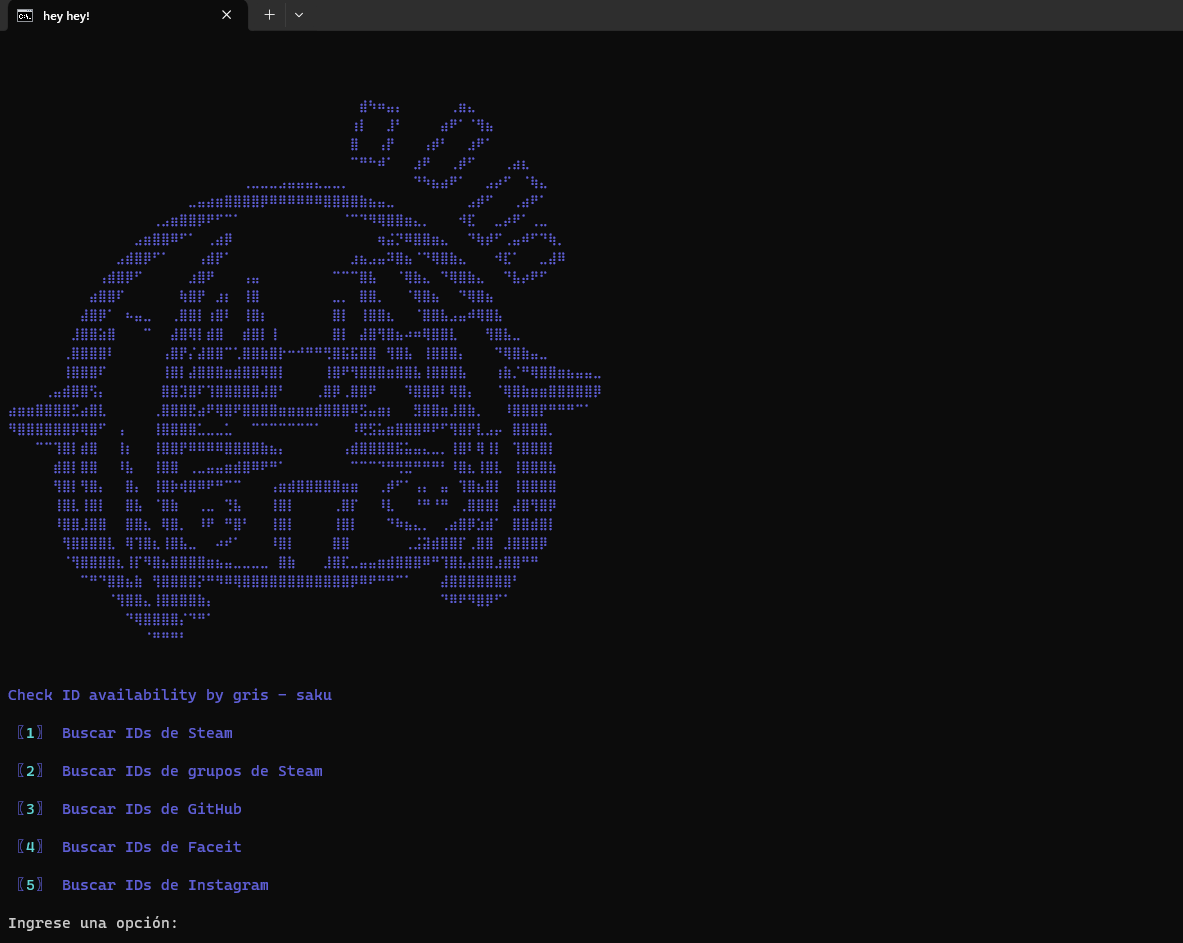 hey hey!
Check ID availability by gris - saku
〖1〗 Buscar IDs de Steam
〖2〗 Buscar IDs de grupos de Steam
〖3〗 Buscar IDs de GitHub
〖4〗 Buscar IDs de Faceit
〖5〗 Buscar IDs de Instagram
Ingrese una opción: